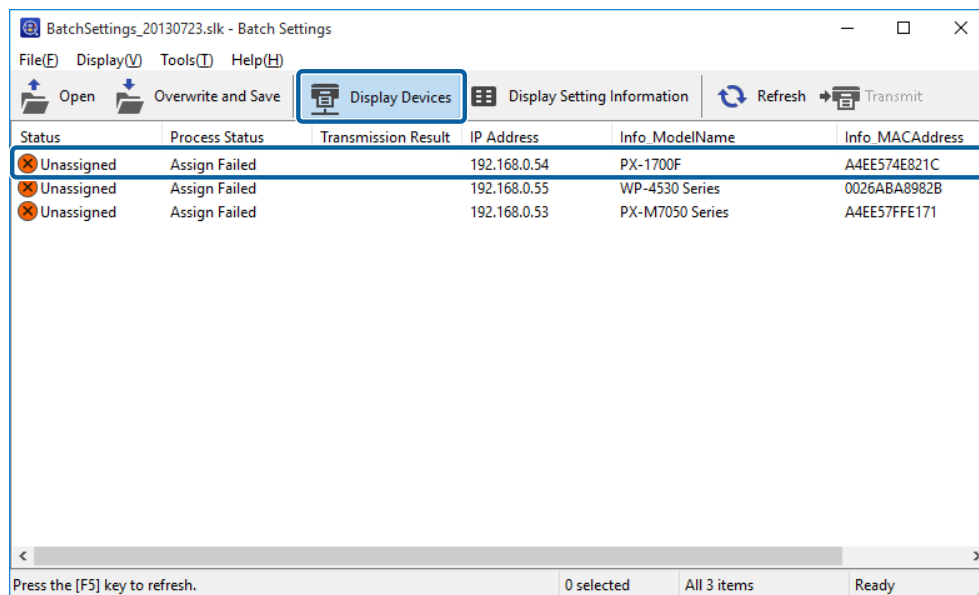 BatchSettings_20130723.slk - Batch Settings
File(F) Display(V) Tools(T) Help(H)
Open Overwrite and Save Display Devices Display Setting Information Refresh Transmit
Status Process Status Transmission Result IP Address Info_ModelName Info_MACAddress
Unassigned Assign Failed 192.168.0.54 PX-1700F A4EE574E821C
Unassigned Assign Failed 192.168.0.55 WP-4530 Series 0026ABA8982B
Unassigned Assign Failed 192.168.0.53 PX-M7050 Series A4EE57FFE171
Press the [F5] key to refresh. 0 selected All 3 items Ready